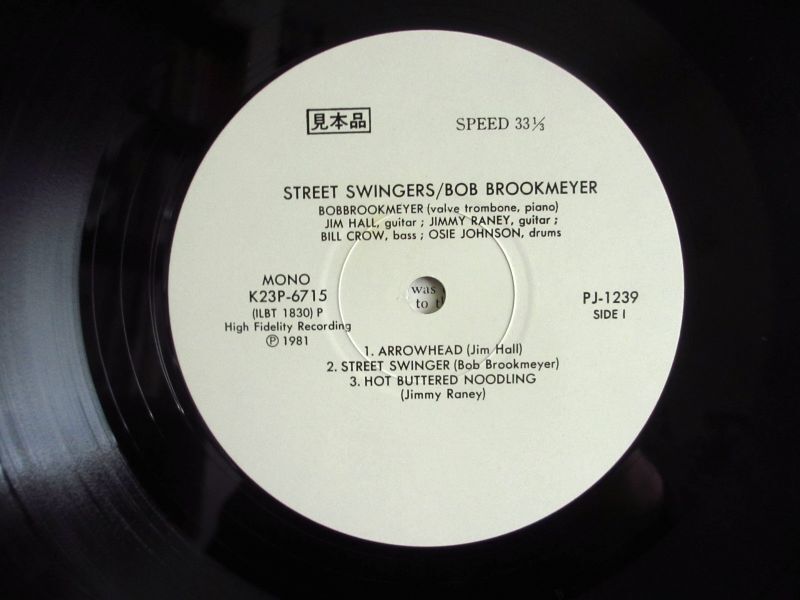 見本品
SPEED 33⅓
STREET SWINGERS/BOB BROOKMEYER
BOBBROOKMEYER (valve trombone, piano)
JIM HALL, guitar ; JIMMY RANEY, guitar ;
BILL CROW, bass ; OSIE JOHNSON, drums
MONO
K23P-6715
(ILBT 1830) P
High Fidelity Recording
Ⓟ 1981
was
to
PJ-1239
SIDE I
1. ARROWHEAD (Jim Hall)
2. STREET SWINGER (Bob Brookmeyer)
3. HOT BUTTERED NOODLING
(Jimmy Raney)